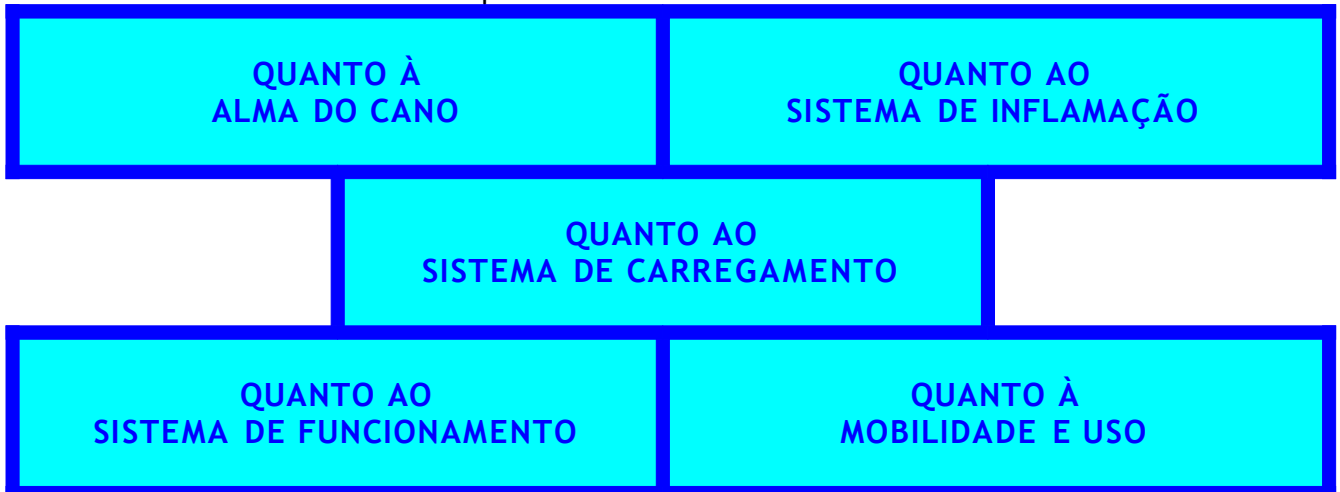 QUANTO À
ALMA DO CANO
QUANTO AO
SISTEMA DE INFLAMAÇÃO
QUANTO AO
SISTEMA DE CARREGAMENTO
QUANTO AO
SISTEMA DE FUNCIONAMENTO
QUANTO À
MOBILIDADE E USO